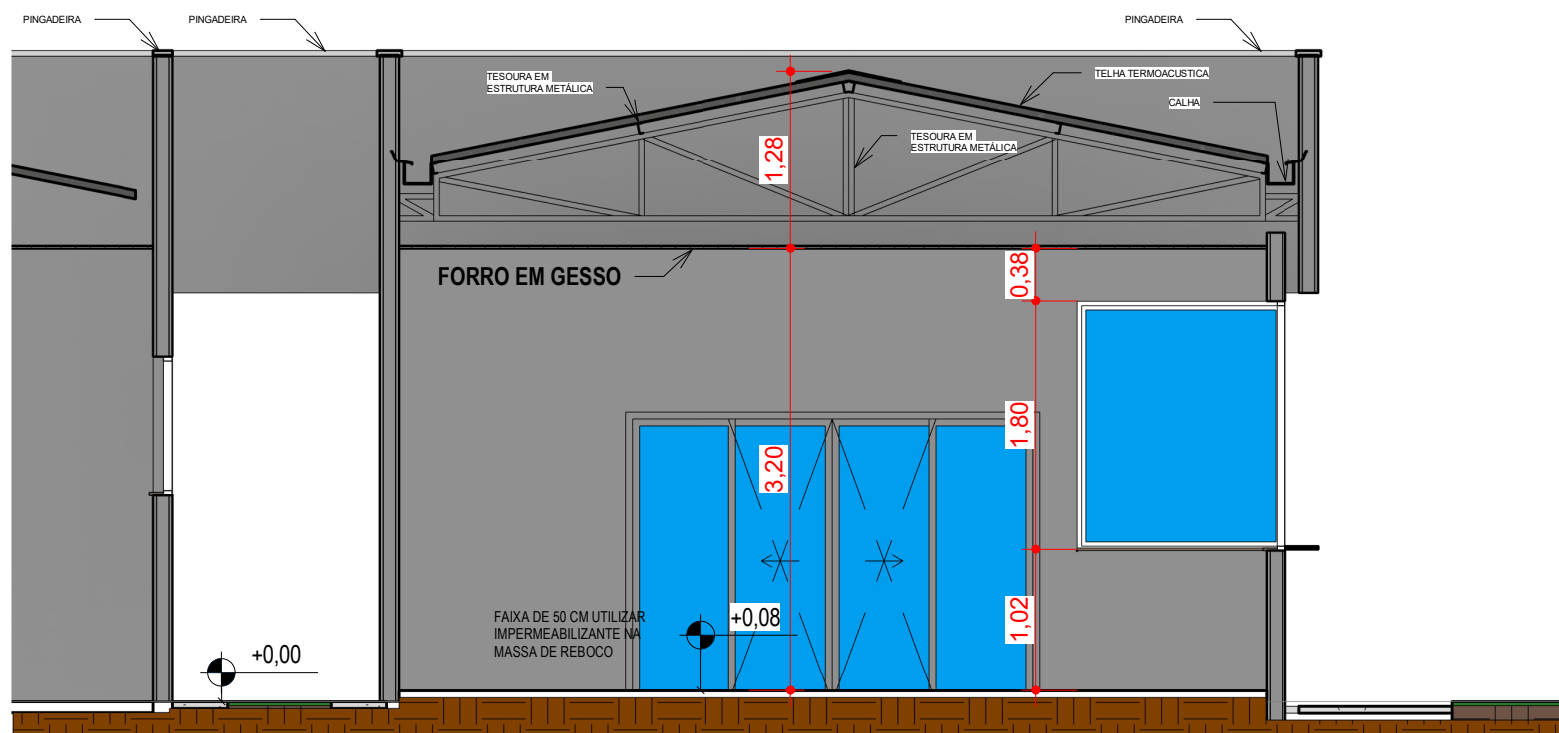 PINGADEIRA
PINGADEIRA
PINGADEIRA
TESOURA EM
ESTRUTURA METÁLICA
TELHA TERMOACUSTICA
CALHA
TESOURA EM
ESTRUTURA METÁLICA
1,28
FORRO EM GESSO
0,38
1,80
3,20
1,02
FAIXA DE 50 CM UTILIZAR
IMPERMEABILIZANTE NA
MASSA DE REBOCO
+0,08
+0,00